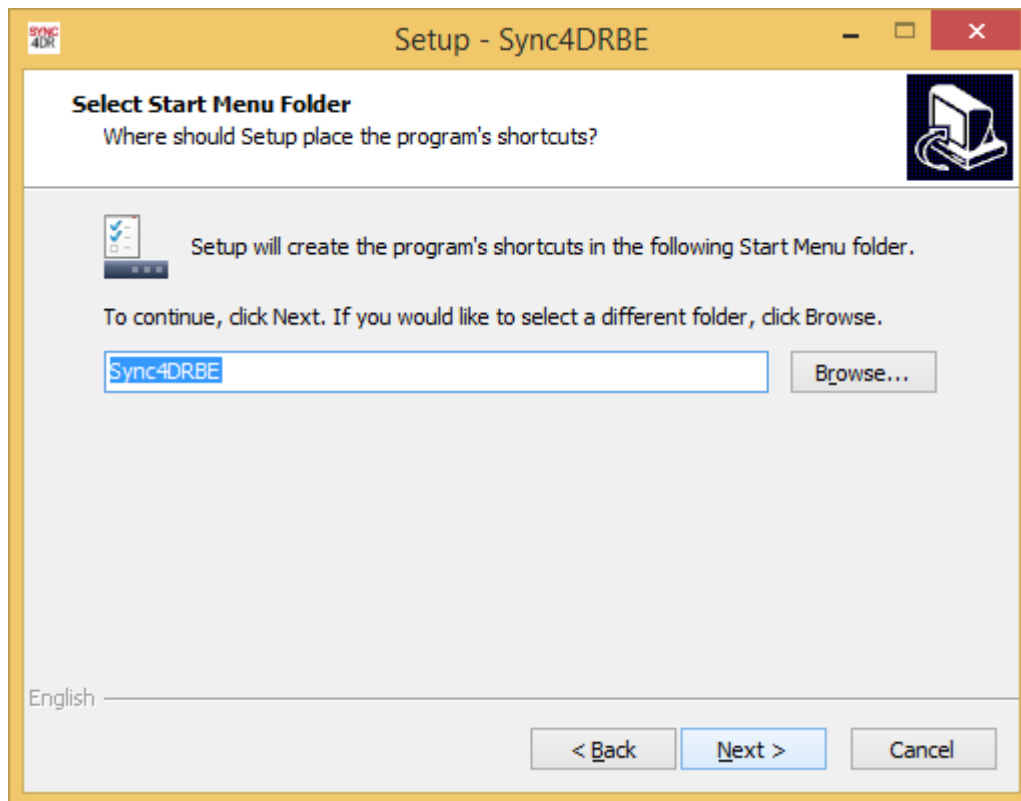 SYNC
4DR
Setup - Sync4DRBE
Select Start Menu Folder
Where should Setup place the program's shortcuts?
Setup will create the program's shortcuts in the following Start Menu folder.
To continue, click Next. If you would like to select a different folder, click Browse.
Sync4DRBE
Browse...
English
< Back
Next >
Cancel